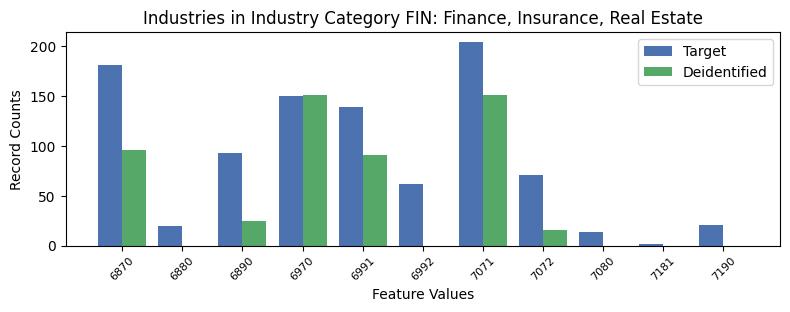 Industries in Industry Category FIN: Finance, Insurance, Real Estate
Target
Deidentified
Record Counts
200
150
100
50
0
6870 6880 6890 6970 6991 6992 7071 7072 7080 7181 7190
Feature Values